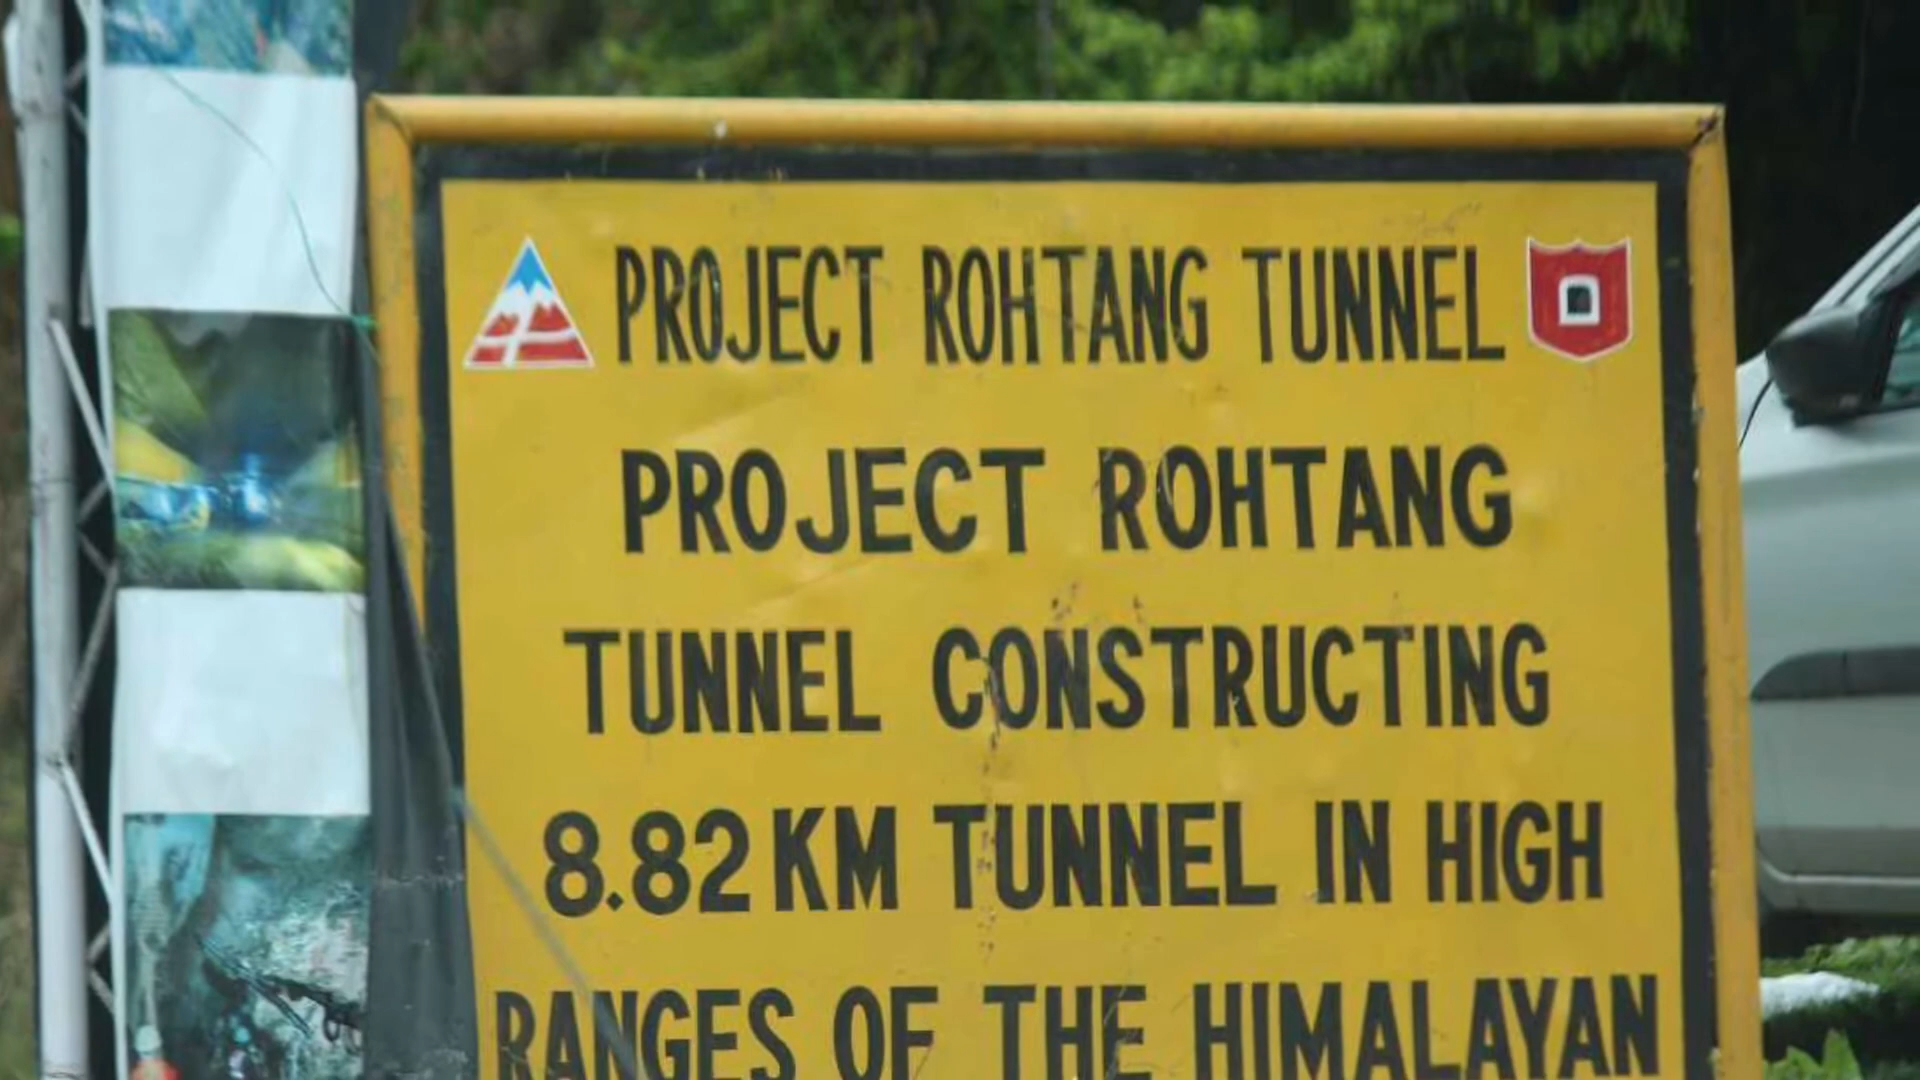 PROJECT ROHTANG TUNNEL
PROJECT ROHTANG
TUNNEL CONSTRUCTING
8.82 KM TUNNEL IN HIGH
RANGES OF THE HIMALAYAN